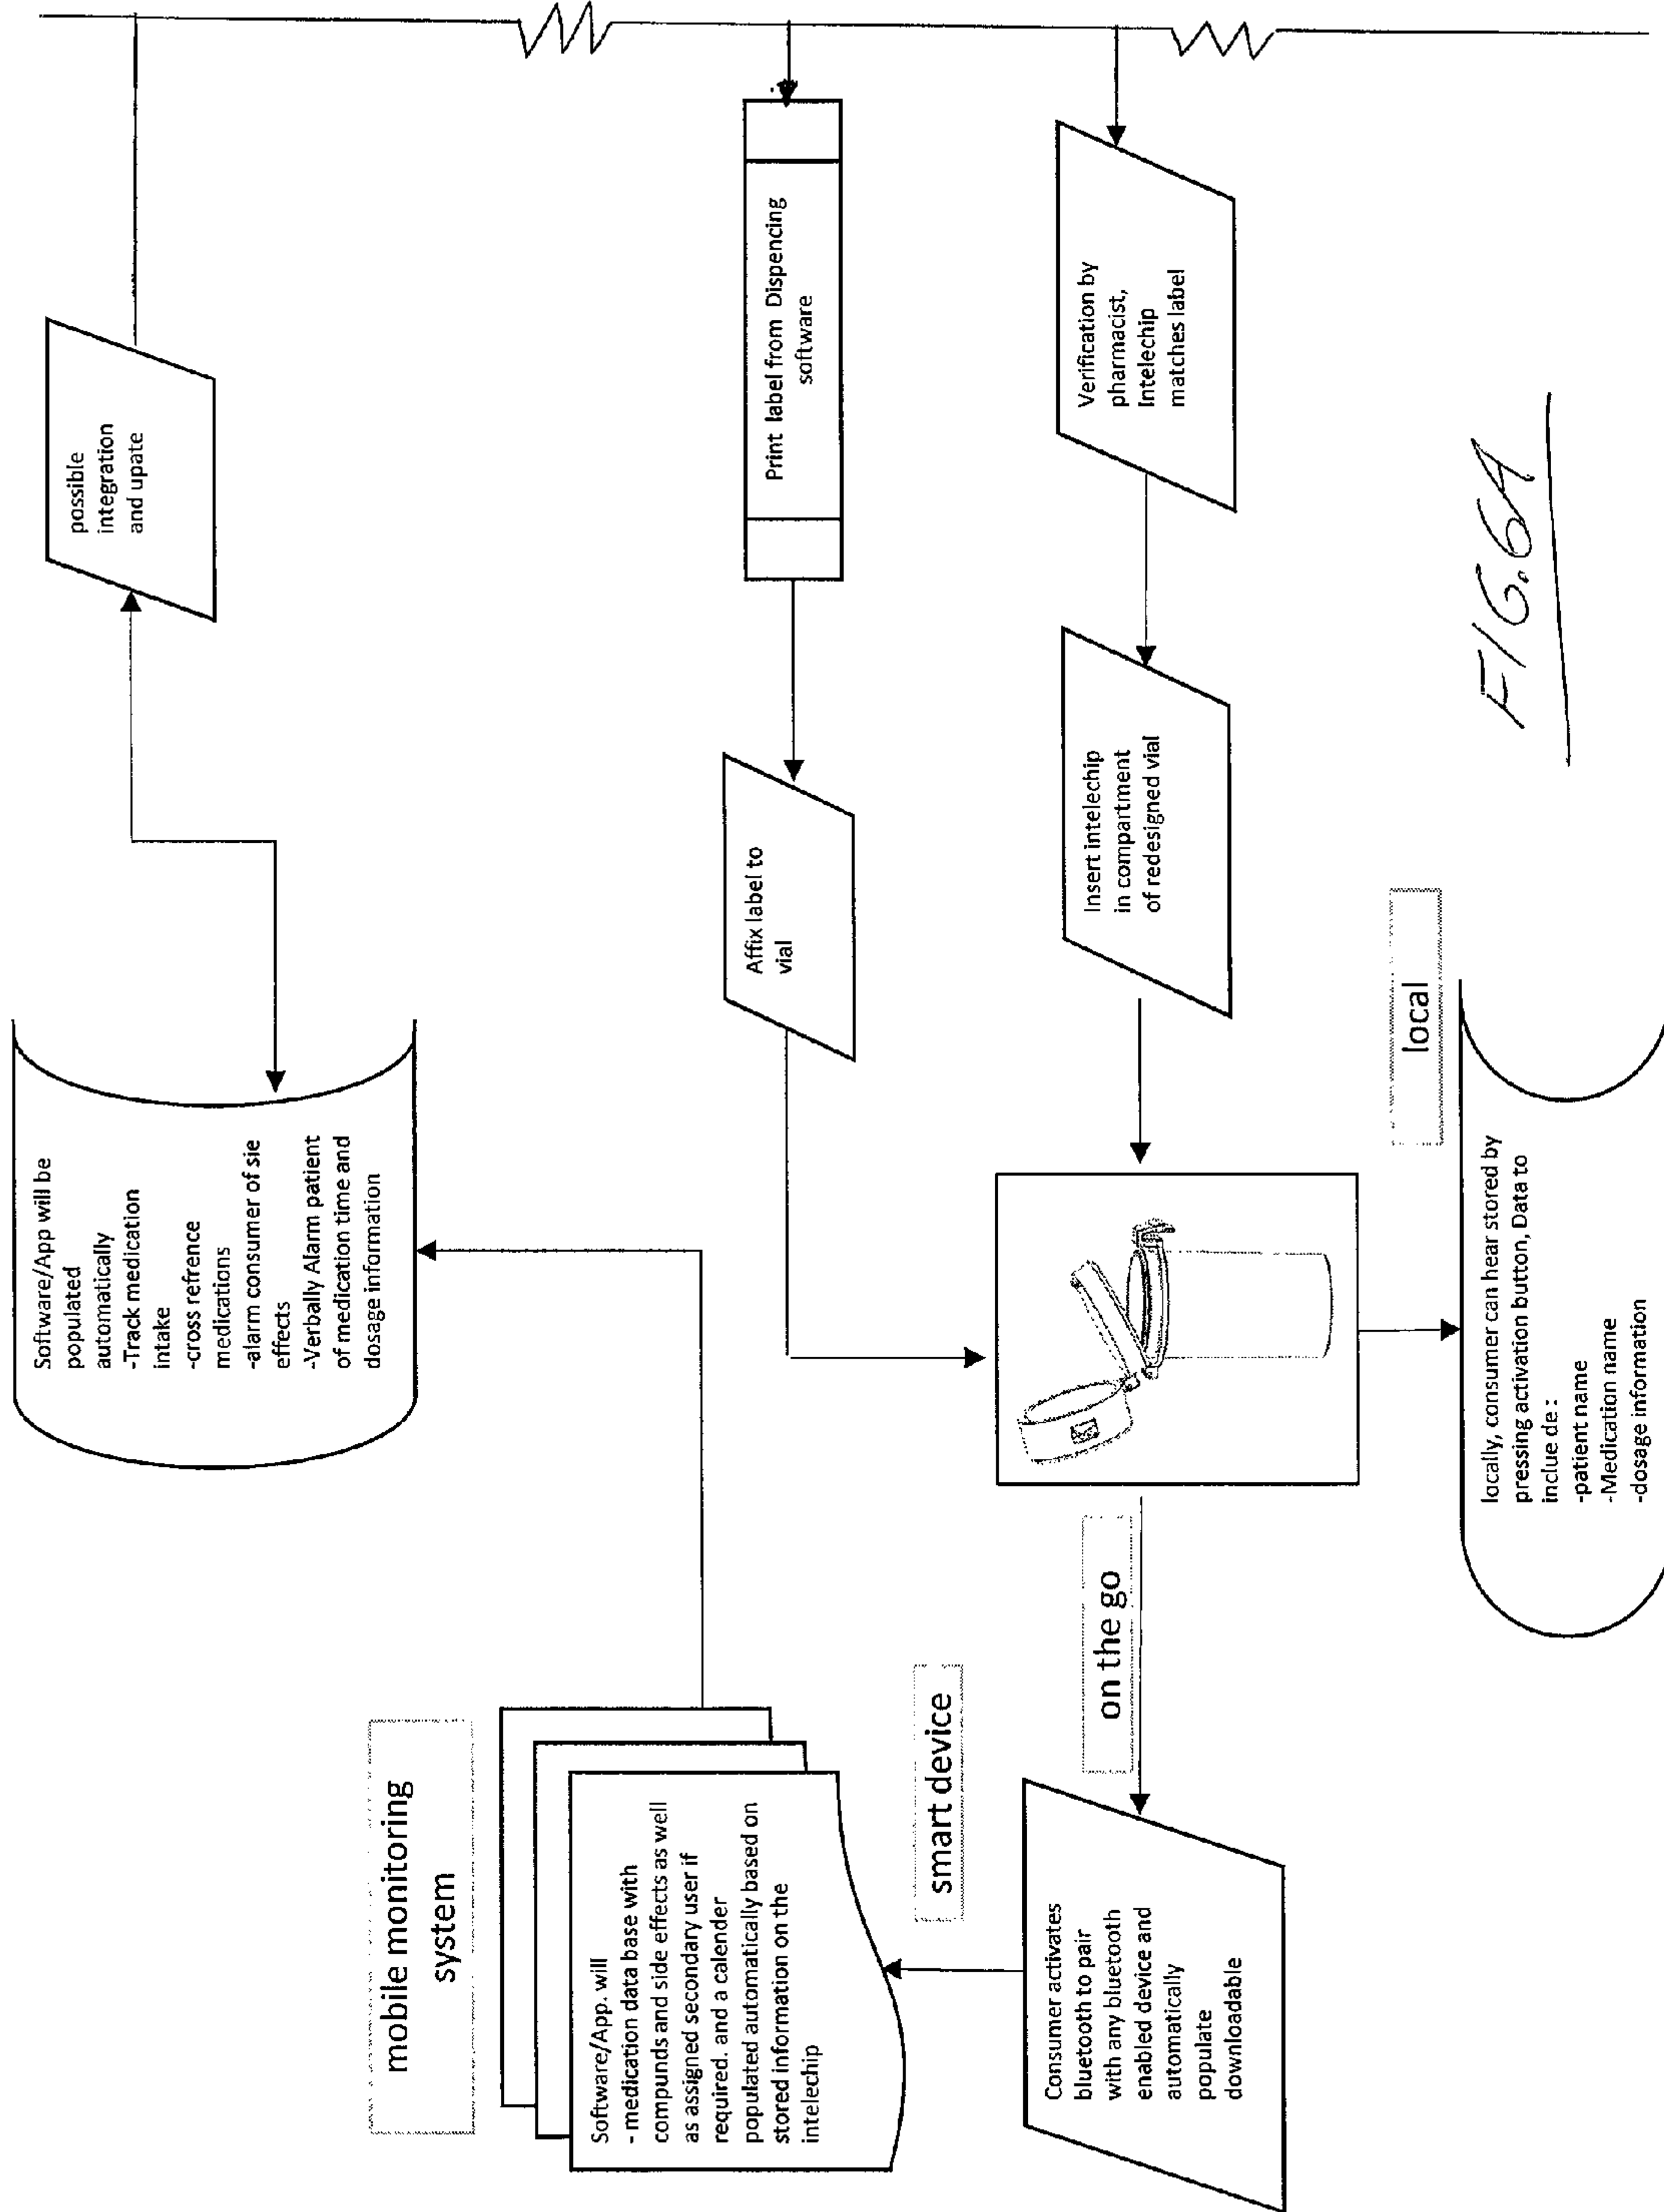 mobile monitoring
system
Software/App. will
- medication data base with
compunds and side effects as well
as assigned secondary user if
required. and a calender
populated automatically based on
stored information on the
intelechip
Software/App will be
populated
automatically
-Track medication
intake
-cross refrence
medications
-alarm consumer of sie
effects
-Verbally Alarm patient
of medication time and
dosage information
possible
integration
and upate
smart device
Consumer activates
bluetooth to pair
with any bluetooth
enabled device and
automatically
populate
downloadable
on the go
Affix label to
vial
Print label from Dispencing
software
Insert intelechip
in compartment
of redesigned vial
Verification by
pharmacist,
Intelechip
matches label
local
locally, consumer can hear stored by
pressing activation button, Data to
inclue de :
-patient name
-Medication name
-dosage information
FIG. 6A